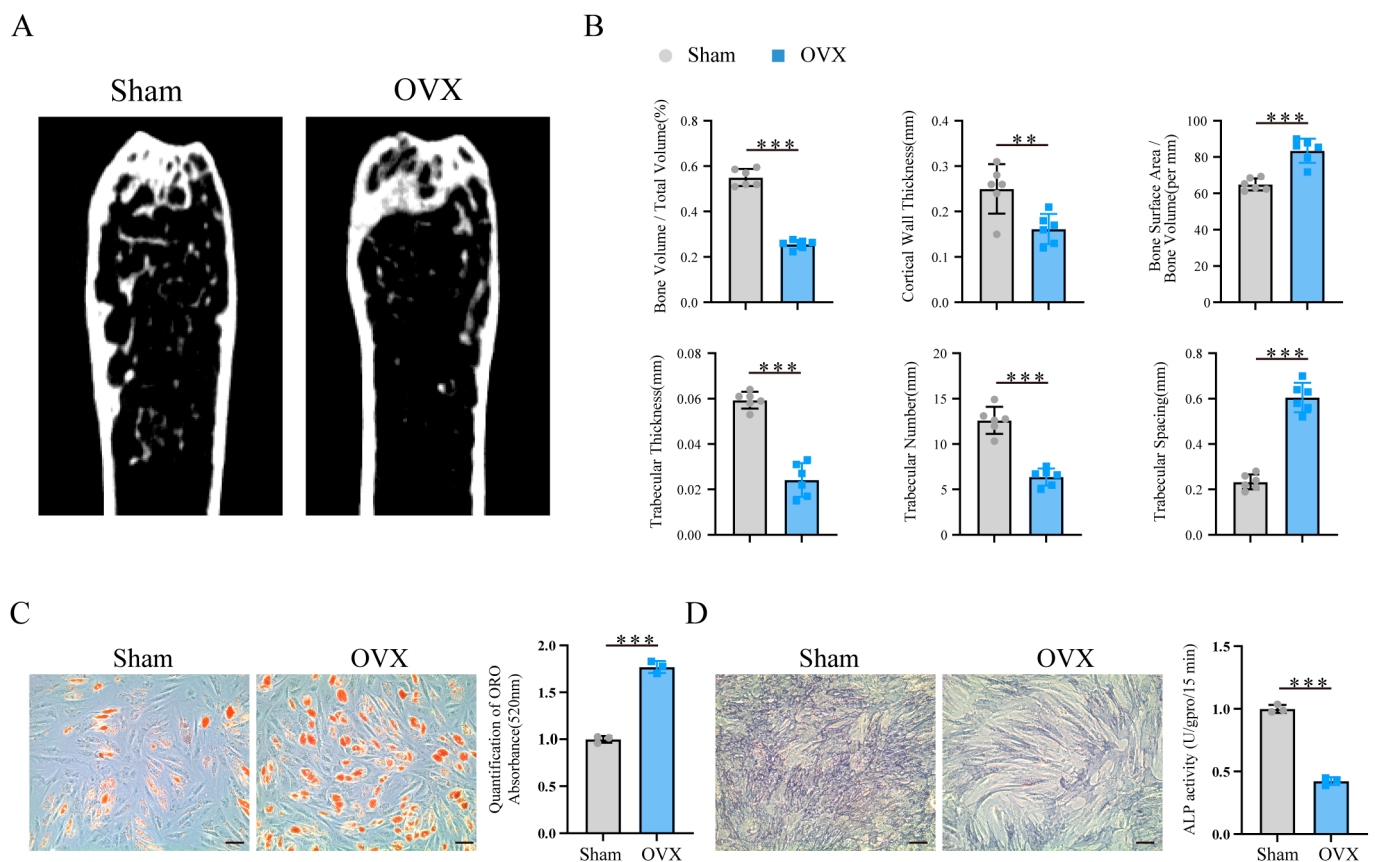 A
Sham
OVX
B
Sham
OVX
Bone Volume / Total Volume(%)
0.8
0.6
0.4
0.2
0.0
***
Cortical Wall Thickness(mm)
0.4
0.3
0.2
0.1
0.0
**
Bone Surface Area /
Bone Volume(per mm)
100
80
60
40
20
0
***
Trabecular Thickness(mm)
0.08
0.06
0.04
0.02
0.00
***
Trabecular Number(mm)
20
15
10
5
0
***
Trabecular Spacing(mm)
0.8
0.6
0.4
0.2
0.0
***
C
Sham
OVX
Quantification of ORO
Absorbance(520mm)
2.0
1.5
1.0
0.5
0.0
***
Sham
OVX
D
Sham
OVX
ALP activity (U/gpro/15 min)
1.5
1.0
0.5
0.0
***
Sham
OVX